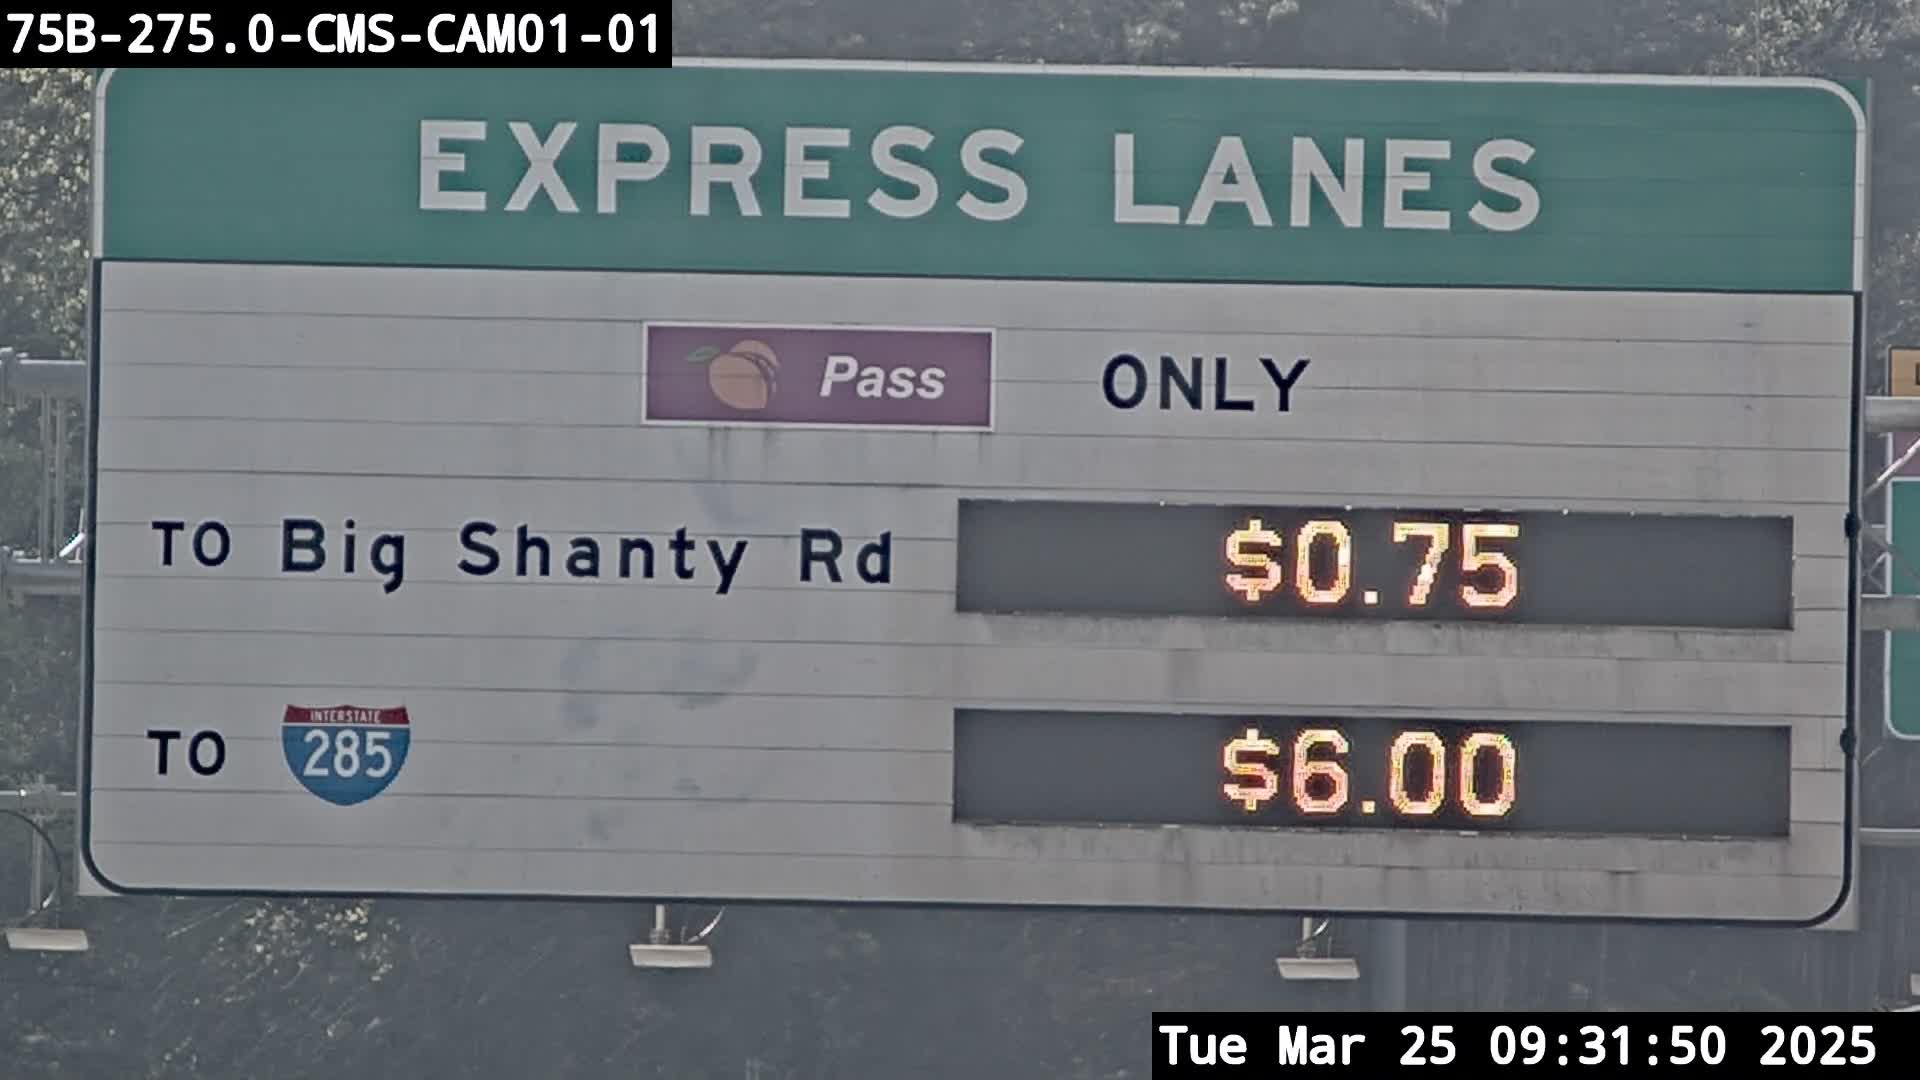 75B-275.0-CMS-CAM01-01
EXPRESS LANES
Pass ONLY
TO Big Shanty Rd $0.75
TO INTERSTATE 285 $6.00
Tue Mar 25 09:31:50 2025